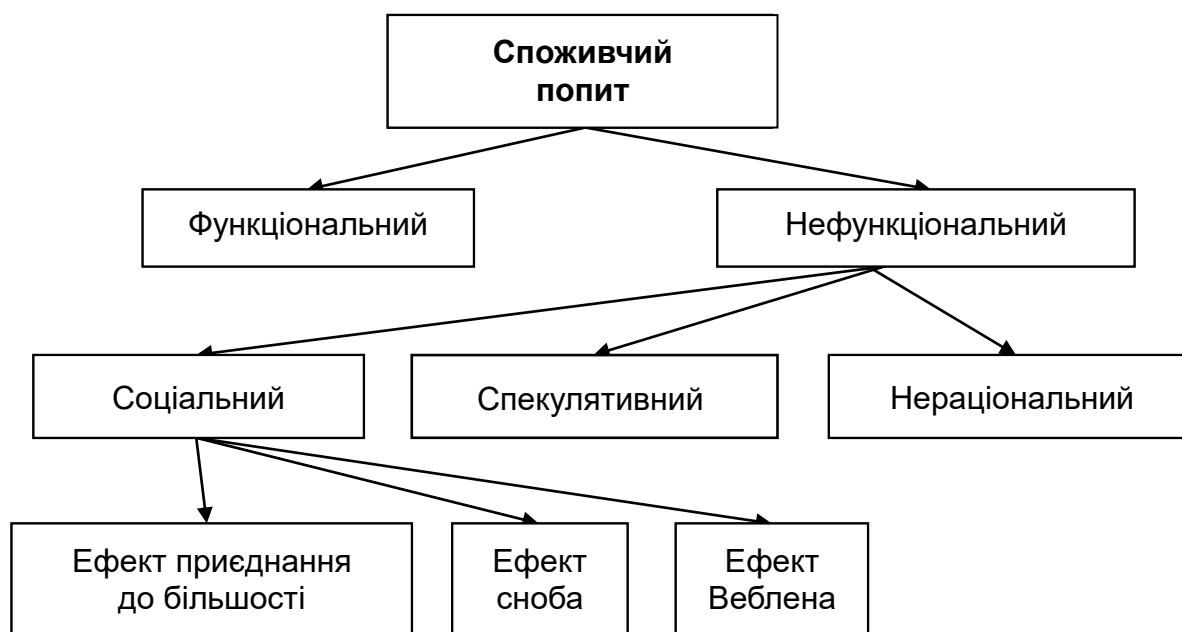 Споживчий
попит
Функціональний
Нефункціональний
Соціальний
Спекулятивний
Нераціональний
Ефект приєднання
до більшості
Ефект
сноба
Ефект
Веблена